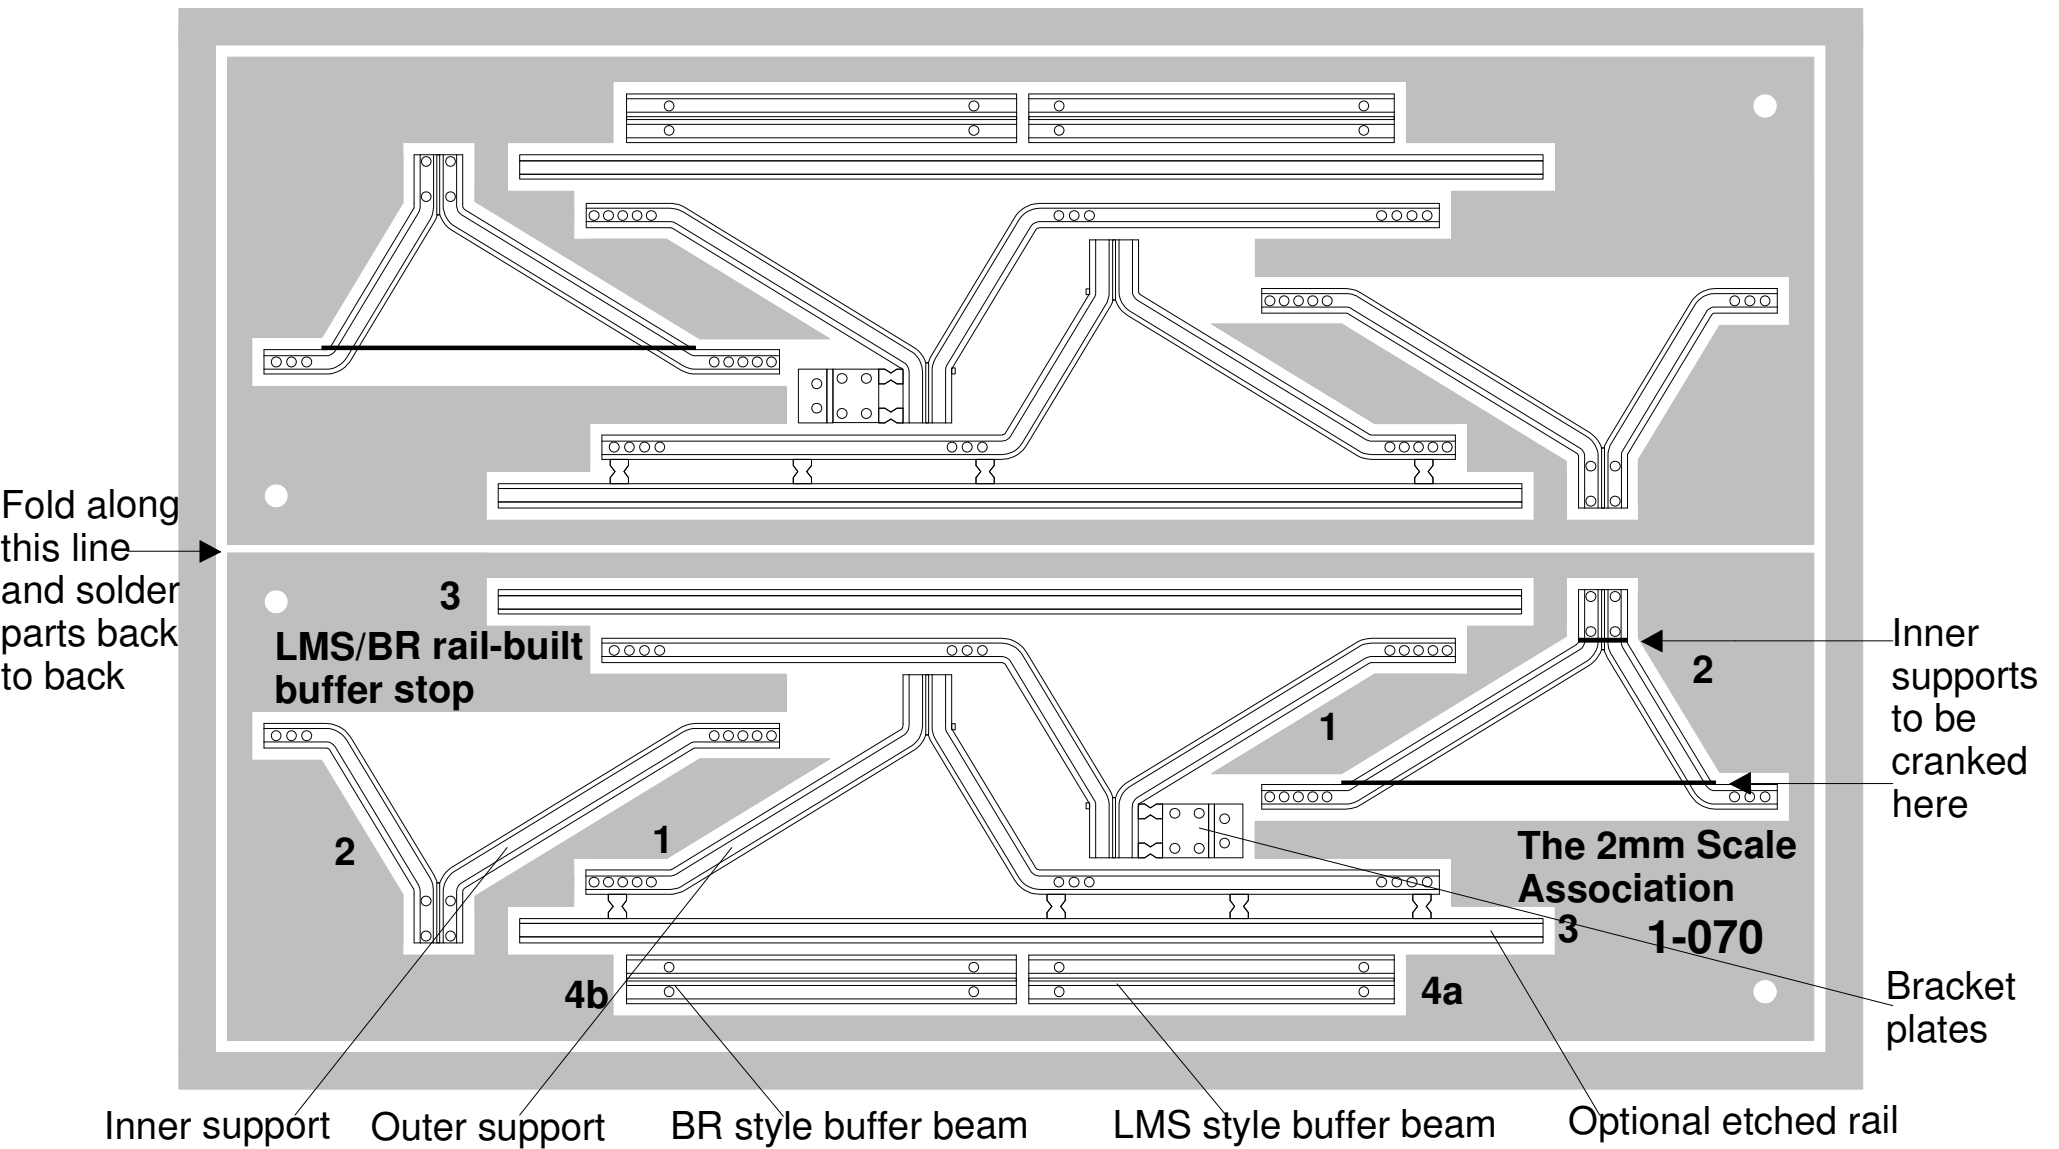 Fold along
this line
and solder
parts back
to back
3
LMS/BR rail-built
buffer stop
2
1
1
2
Inner
supports
to be
cranked
here
The 2mm Scale
Association
3
1-070
4b
4a
Bracket
plates
Inner support
Outer support
BR style buffer beam
LMS style buffer beam
Optional etched rail